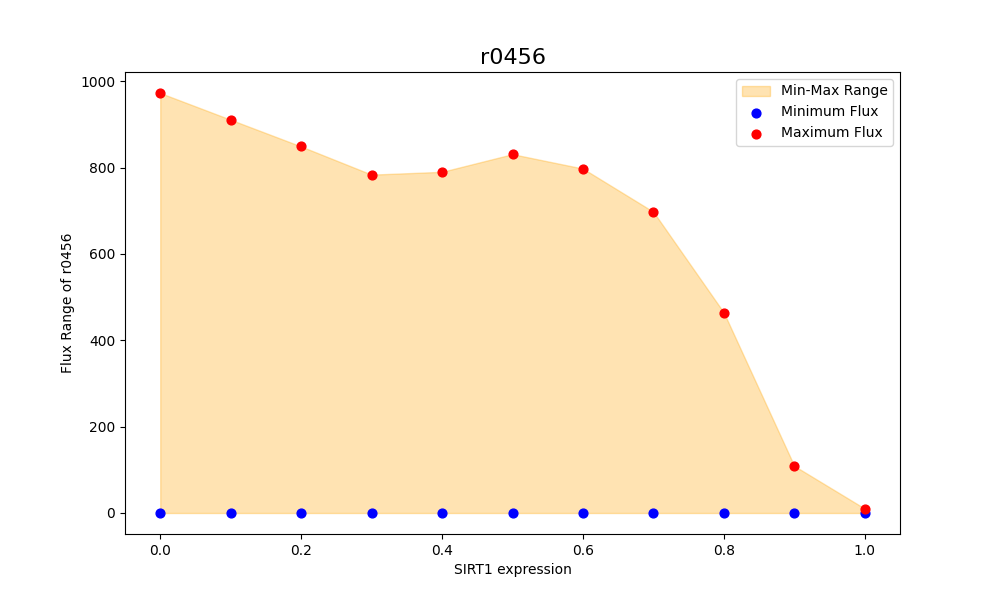 r0456
Min-Max Range
Minimum Flux
Maximum Flux
Flux Range of r0456
1000
800
600
400
200
0
0.0 0.2 0.4 0.6 0.8 1.0
SIRT1 expression